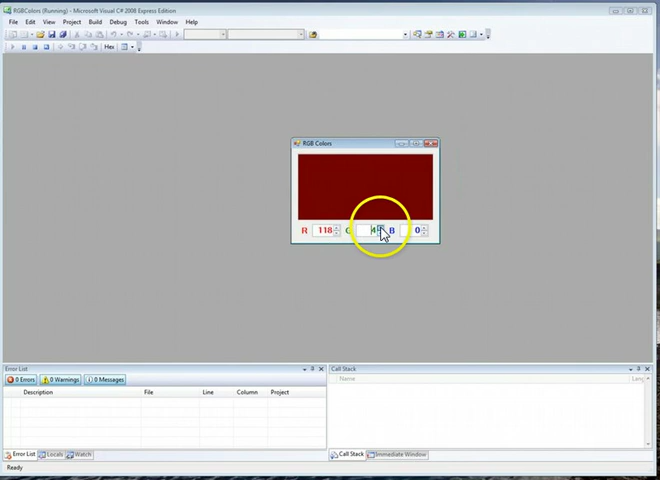 RGBColors (Running) - Microsoft Visual C# 2008 Express Edition
File Edit View Project Build Debug Tools Window Help
Hex
RGB Colors
R 118 G 4 B 0
Error List
Call Stack
0 Errors 0 Warnings 0 Messages
Name
Description File Line Column Project
Error List Locals Watch
Call Stack Immediate Window
Ready